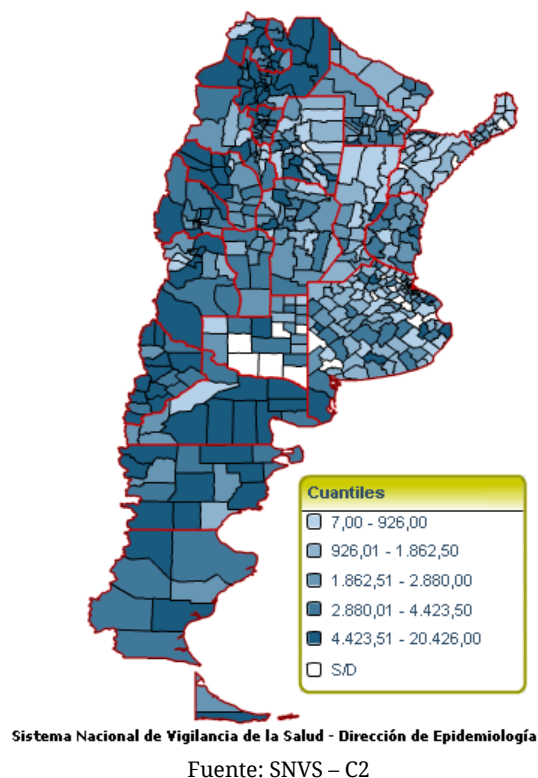 Cuantiles
7,00 - 926,00
926,01 - 1.862,50
1.862,51 - 2.880,00
2.880,01 - 4.423,50
4.423,51 - 20.426,00
S/D
Sistema Nacional de Vigilancia de la Salud - Dirección de Epidemiología
Fuente: SNVS – C2